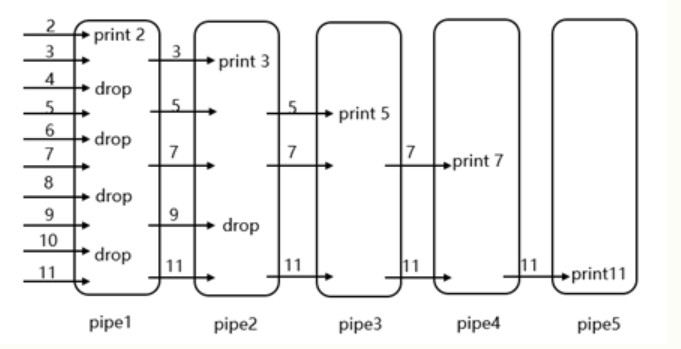 2 print 2
3 3 print 3
4 drop
5 5 5 print 5
6 drop
7 7 7 7 print 7
8 drop
9 9 drop
10 drop
11 11 11 11 11 print11
pipe1 pipe2 pipe3 pipe4 pipe5